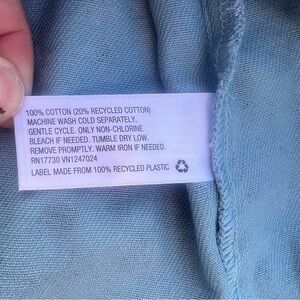 100% COTTON (20% RECYCLED COTTON)
MACHINE WASH COLD SEPARATELY.
GENTLE CYCLE. ONLY NON-CHLORINE
BLEACH IF NEEDED. TUMBLE DRY LOW.
REMOVE PROMPTLY. WARM IRON IF NEEDED.
RN17730 VN1247024
LABEL MADE FROM 100% RECYCLED PLASTIC